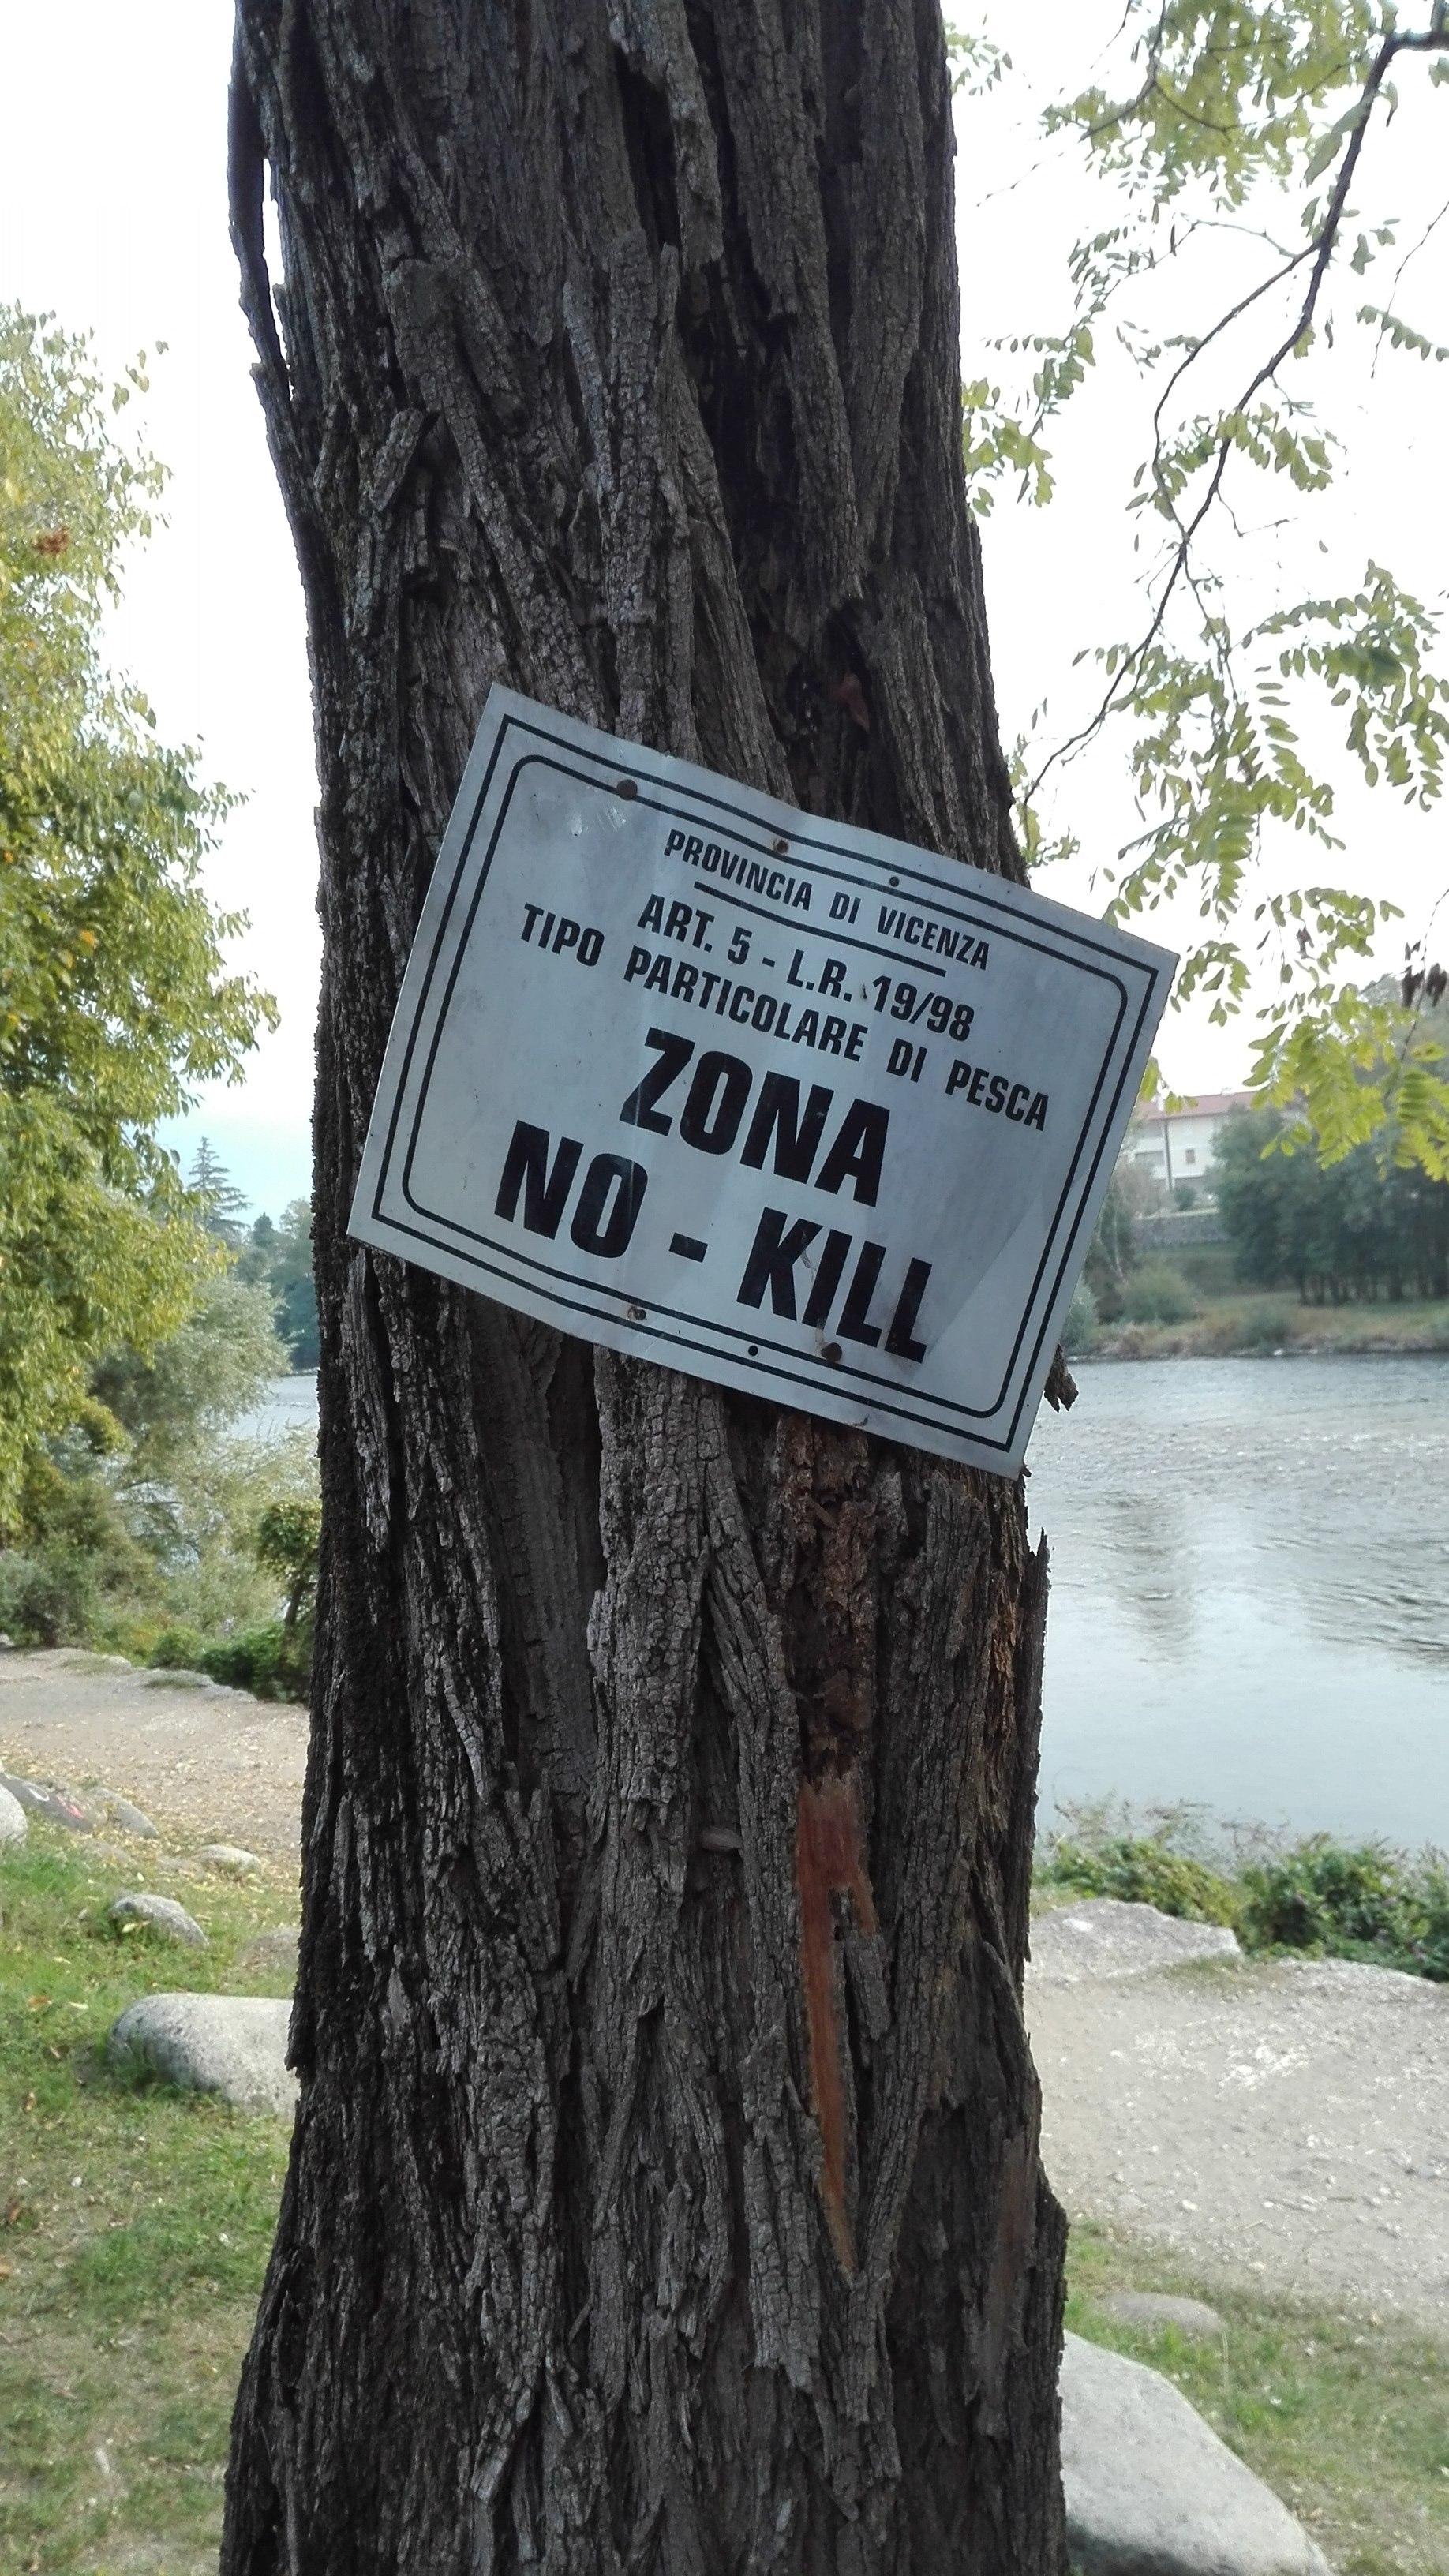 PROVINCIA DI VICENZA
ART. 5 - L.R. 19/98
TIPO PARTICOLARE DI PESCA
ZONA
NO - KILL